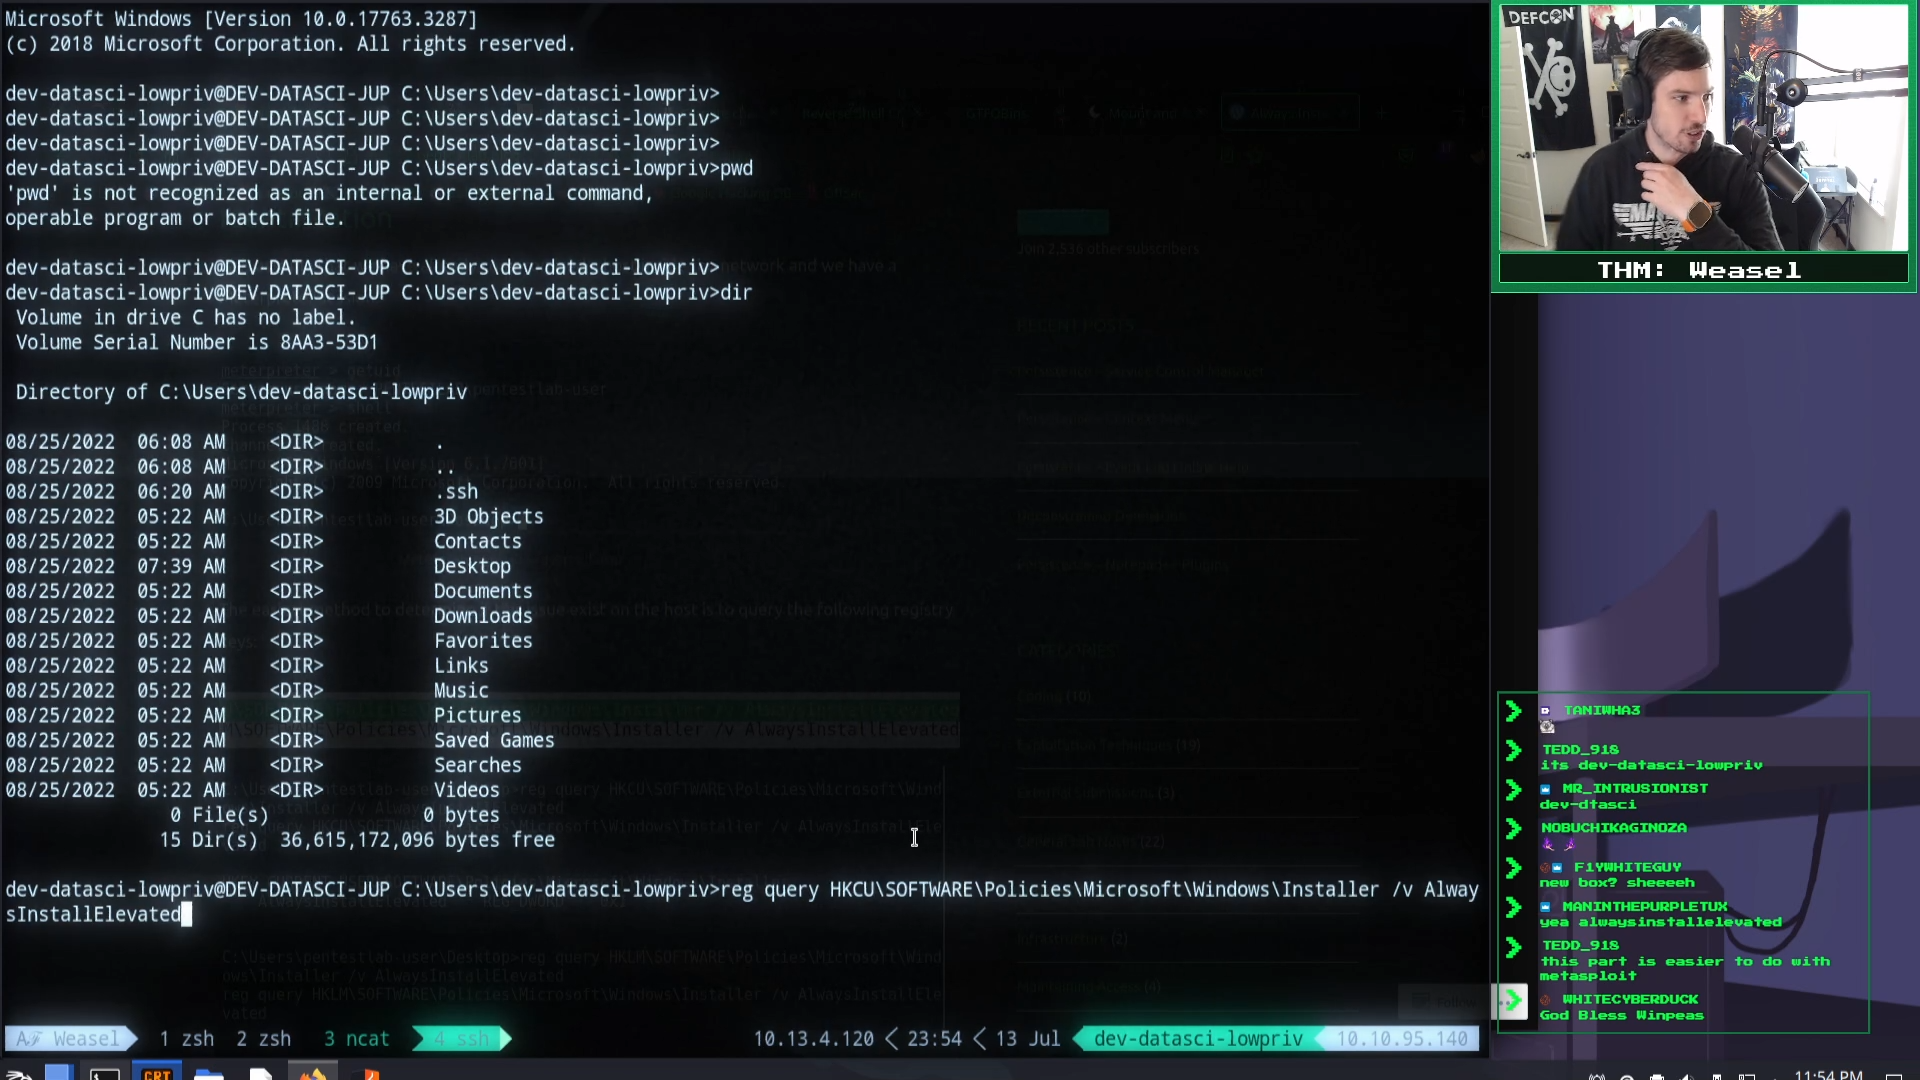 Microsoft Windows [Version 10.0.17763.3287]
(c) 2018 Microsoft Corporation. All rights reserved.
dev-datasci-lowpriv@DEV-DATASCI-JUP C:\Users\dev-datasci-lowpriv>
dev-datasci-lowpriv@DEV-DATASCI-JUP C:\Users\dev-datasci-lowpriv>
dev-datasci-lowpriv@DEV-DATASCI-JUP C:\Users\dev-datasci-lowpriv>
dev-datasci-lowpriv@DEV-DATASCI-JUP C:\Users\dev-datasci-lowpriv>pwd
'pwd' is not recognized as an internal or external command,
operable program or batch file.
dev-datasci-lowpriv@DEV-DATASCI-JUP C:\Users\dev-datasci-lowpriv>
dev-datasci-lowpriv@DEV-DATASCI-JUP C:\Users\dev-datasci-lowpriv>dir
Volume in drive C has no label.
Volume Serial Number is 8AA3-53D1
Directory of C:\Users\dev-datasci-lowpriv
08/25/2022  06:08 AM    <DIR>          .
08/25/2022  06:08 AM    <DIR>          ..
08/25/2022  06:20 AM    <DIR>          .ssh
08/25/2022  05:22 AM    <DIR>          3D Objects
08/25/2022  05:22 AM    <DIR>          Contacts
08/25/2022  07:39 AM    <DIR>          Desktop
08/25/2022  05:22 AM    <DIR>          Documents
08/25/2022  05:22 AM    <DIR>          Downloads
08/25/2022  05:22 AM    <DIR>          Favorites
08/25/2022  05:22 AM    <DIR>          Links
08/25/2022  05:22 AM    <DIR>          Music
08/25/2022  05:22 AM    <DIR>          Pictures
08/25/2022  05:22 AM    <DIR>          Saved Games
08/25/2022  05:22 AM    <DIR>          Searches
08/25/2022  05:22 AM    <DIR>          Videos
0 File(s)              0 bytes
15 Dir(s)  36,615,172,096 bytes free
dev-datasci-lowpriv@DEV-DATASCI-JUP C:\Users\dev-datasci-lowpriv>reg query HKCU\SOFTWARE\Policies\Microsoft\Windows\Installer /v Alway
sInstallElevated
Join 2,536 other subscribers
RECENT POSTS
CATEGORIES
Weasel
1 zsh  2 zsh  3 ncat  4 ssh
10.13.4.120 < 23:54 < 13 Jul  dev-datasci-lowpriv  10.10.95.140
DEFCON
THM: Weasel
TANIWHA3
TEDD_918
its dev-datasci-lowpriv
MR_INTRUSIONIST
dev-dtasci
NOBUCHIKAGINOZA
F1YWHITEGUY
new box? sheeeeh
MANINTHEPURPLETUX
yea alwaysinstallelevated
TEDD_918
this part is easier to do with
metasploit
WHITECYBERDUCK
God Bless Winpeas
11:54 PM